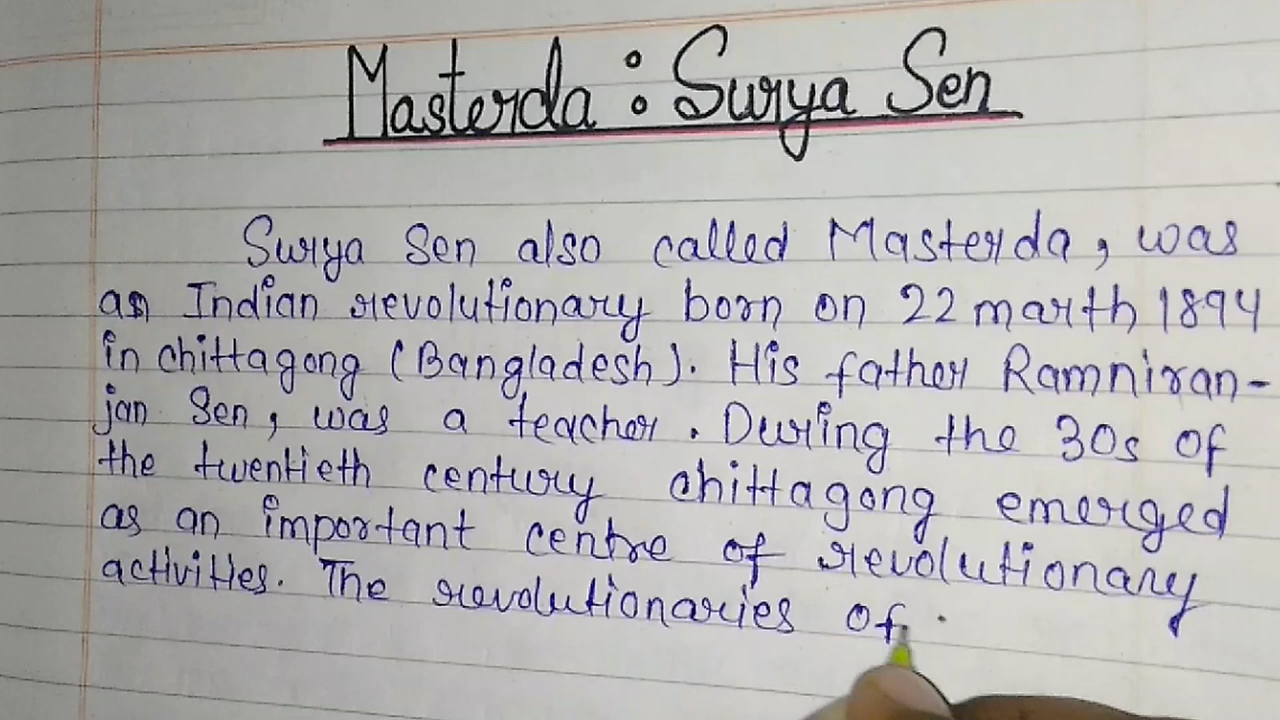 Masterda : Surya Sen
Surya Sen also called Masterda, was
an Indian revolutionary born on 22 march 1894
in chittagong (Bangladesh). His father Ramniran-
jan Sen, was a teacher. During the 30s of
the twentieth century chittagong emerged
as an important centre of revolutionary
activities. The revolutionaries of